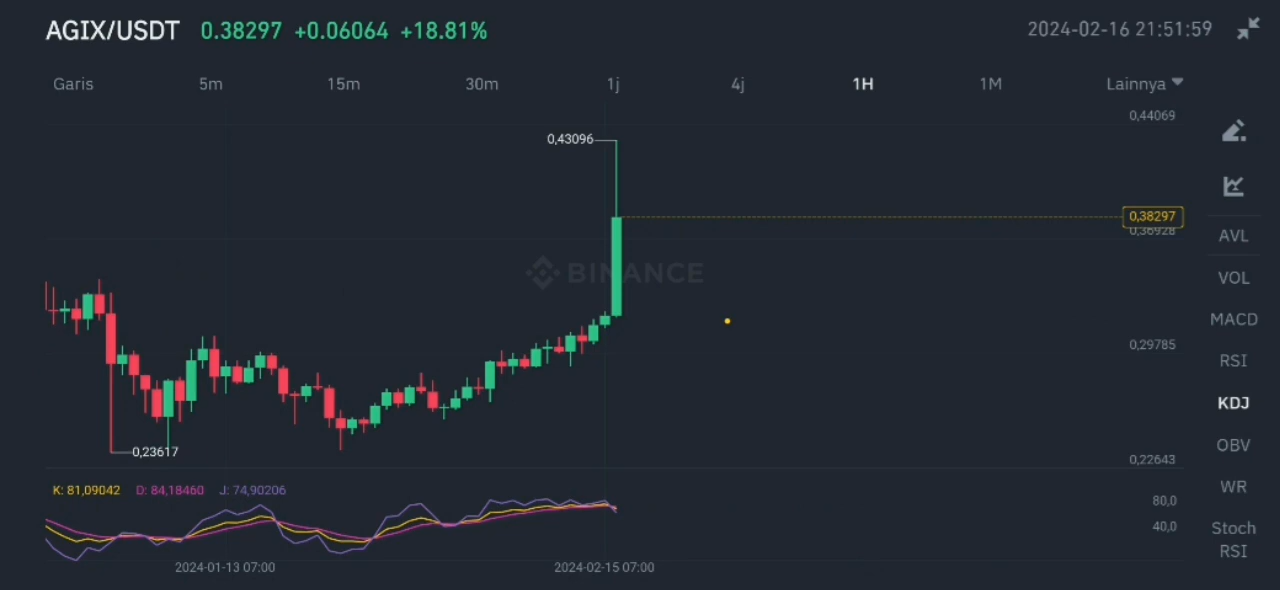 AGIX/USDT 0.38297 +0.06064 +18.81% 2024-02-16 21:51:59
Garis 5m 15m 30m 1j 4j 1H 1M Lainnya
0,44069
0,43096
0,38297
0,36928
AVL
BINANCE
VOL
MACD
0,29785
RSI
KDJ
OBV
0,23617
0,22643
WR
K: 81,09042 D: 84,18460 J: 74,90206
80,0
40,0
Stoch
RSI
2024-01-13 07:00 2024-02-15 07:00